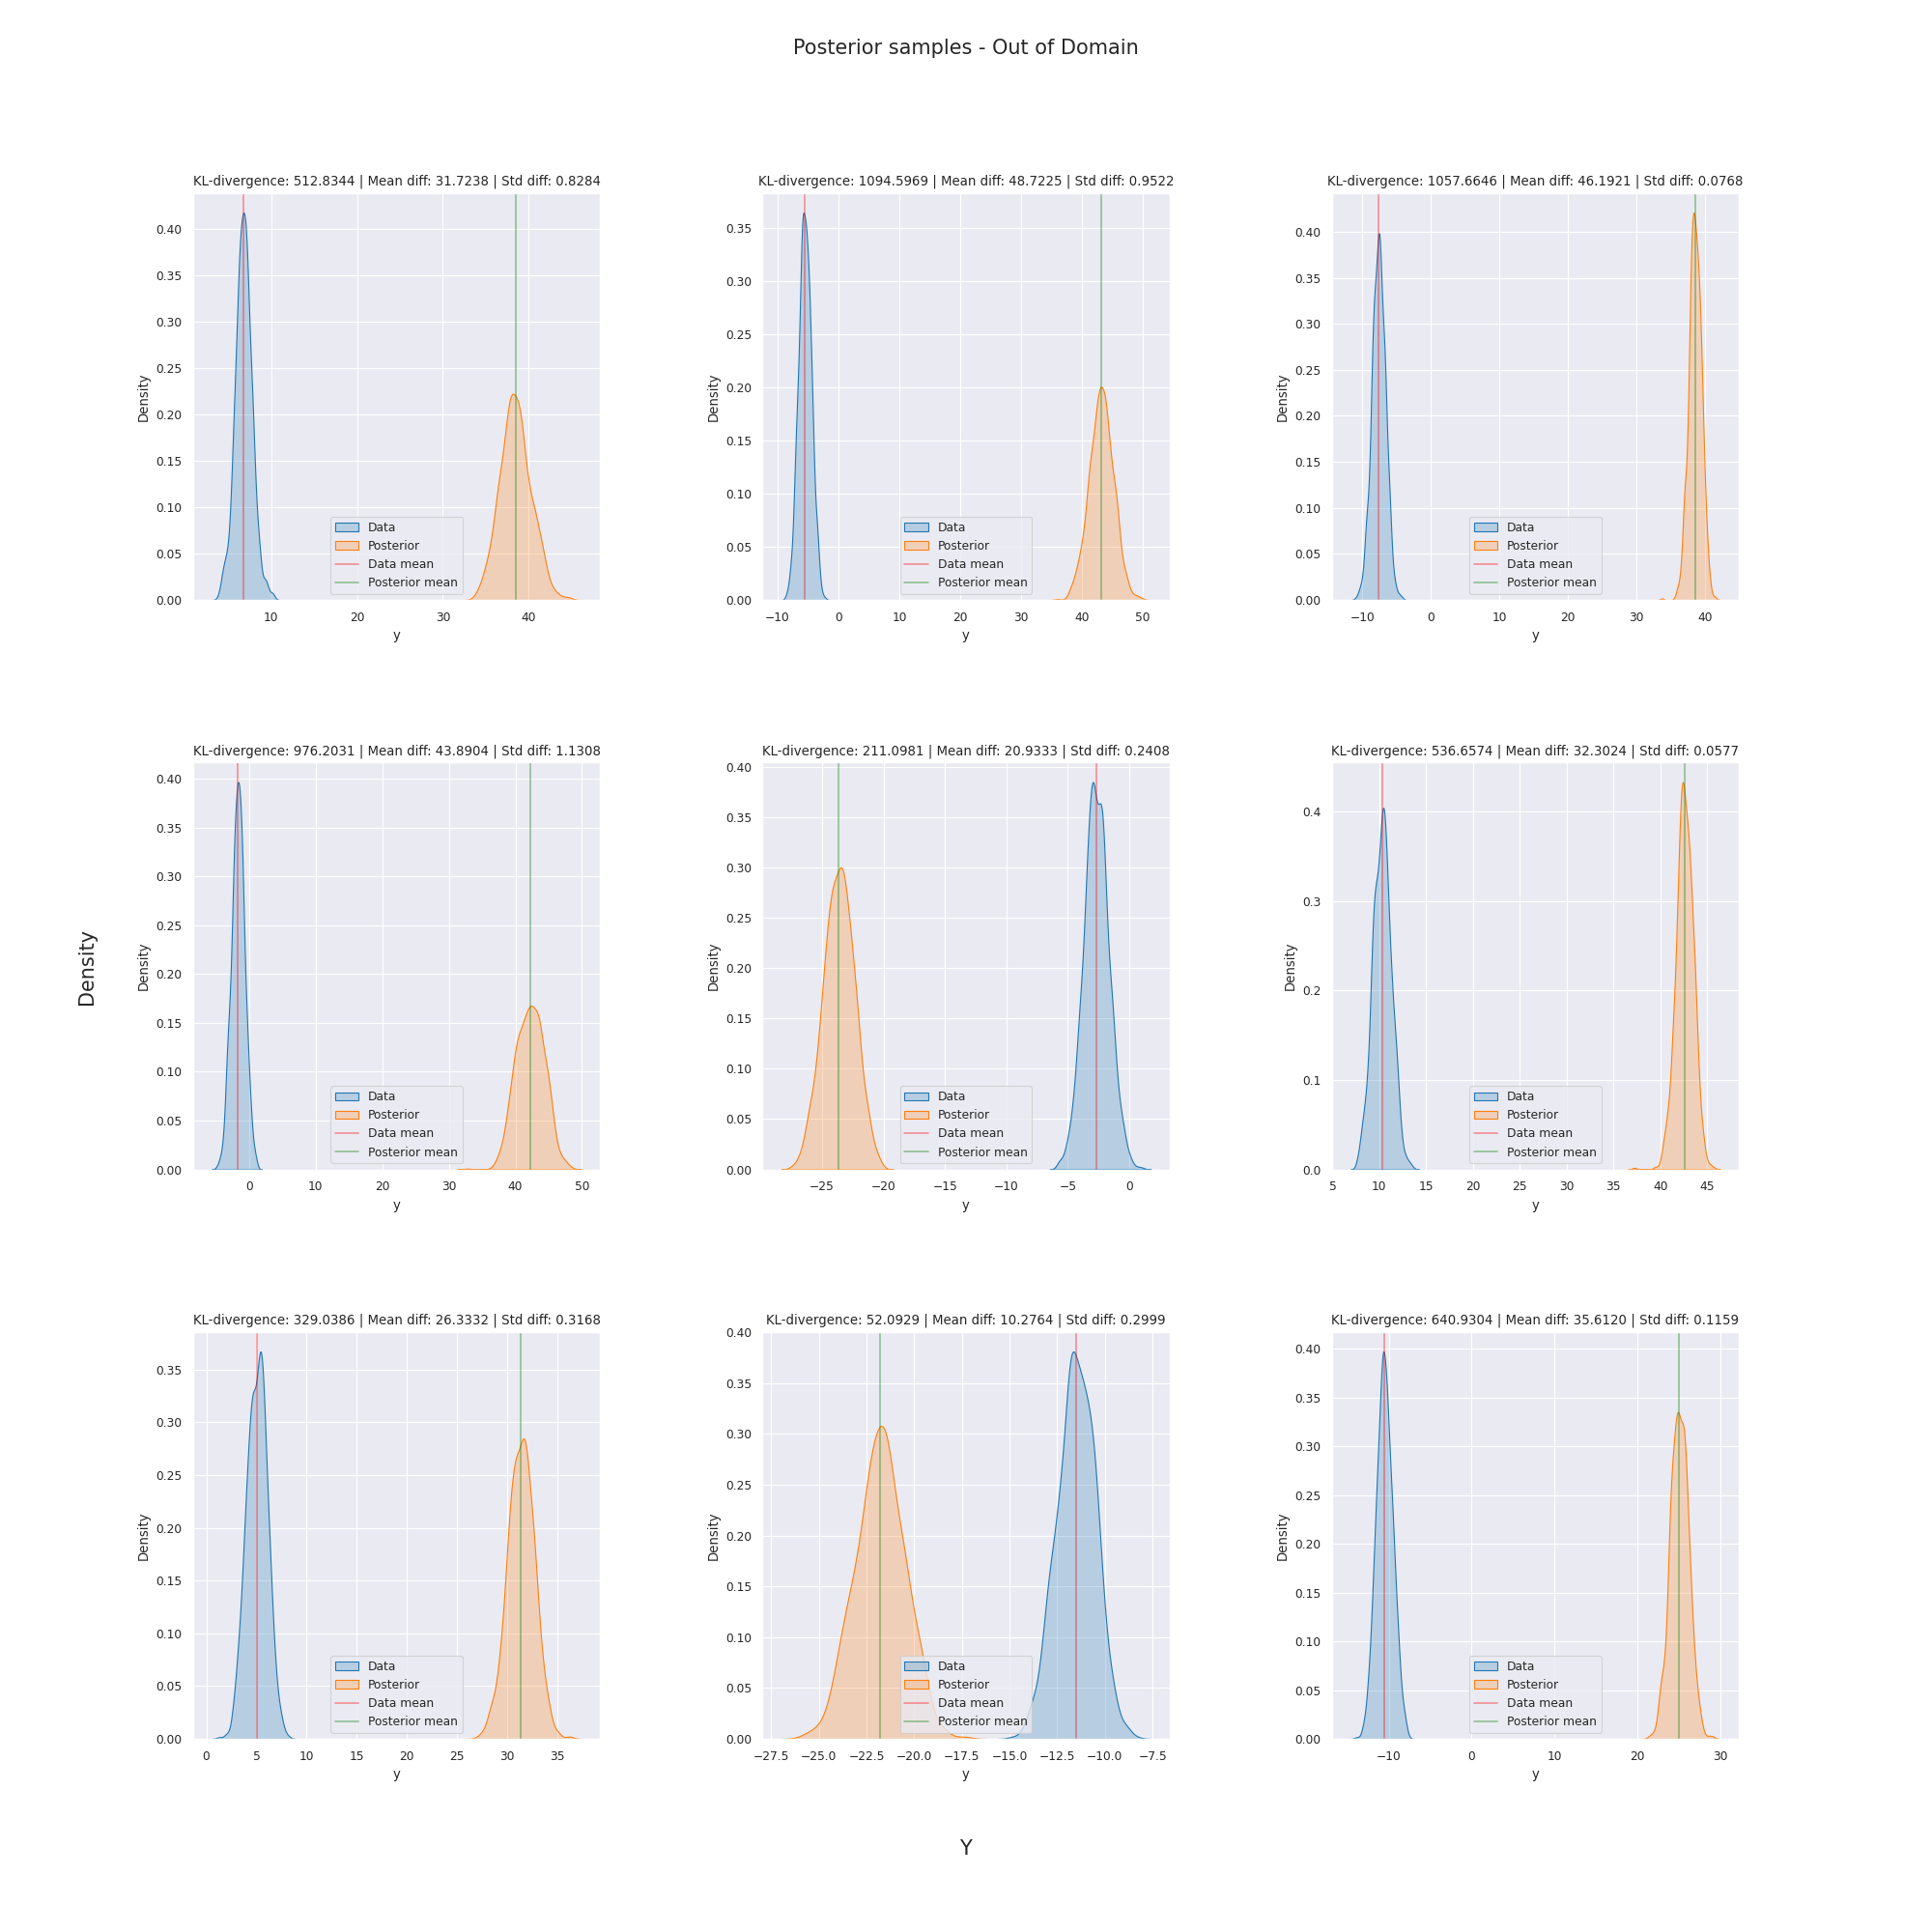 Posterior samples - Out of Domain
KL-divergence: 512.8344 | Mean diff: 31.7238 | Std diff: 0.8284
0.40
0.35
0.30
0.25
0.20
0.15
0.10
0.05
0.00
Density
Data
Posterior
Data mean
Posterior mean
10 20 30 40
y
KL-divergence: 1094.5969 | Mean diff: 48.7225 | Std diff: 0.9522
0.35
0.30
0.25
0.20
0.15
0.10
0.05
0.00
Density
Data
Posterior
Data mean
Posterior mean
−10 0 10 20 30 40 50
y
KL-divergence: 1057.6646 | Mean diff: 46.1921 | Std diff: 0.0768
0.40
0.35
0.30
0.25
0.20
0.15
0.10
0.05
0.00
Density
Data
Posterior
Data mean
Posterior mean
−10 0 10 20 30 40
y
Density
KL-divergence: 976.2031 | Mean diff: 43.8904 | Std diff: 1.1308
0.40
0.35
0.30
0.25
0.20
0.15
0.10
0.05
0.00
Density
Data
Posterior
Data mean
Posterior mean
0 10 20 30 40 50
y
KL-divergence: 211.0981 | Mean diff: 20.9333 | Std diff: 0.2408
0.40
0.35
0.30
0.25
0.20
0.15
0.10
0.05
0.00
Density
Data
Posterior
Data mean
Posterior mean
−25 −20 −15 −10 −5 0
y
KL-divergence: 536.6574 | Mean diff: 32.3024 | Std diff: 0.0577
0.4
0.3
0.2
0.1
0.0
Density
Data
Posterior
Data mean
Posterior mean
5 10 15 20 25 30 35 40 45
y
KL-divergence: 329.0386 | Mean diff: 26.3332 | Std diff: 0.3168
0.35
0.30
0.25
0.20
0.15
0.10
0.05
0.00
Density
Data
Posterior
Data mean
Posterior mean
0 5 10 15 20 25 30 35
y
KL-divergence: 52.0929 | Mean diff: 10.2764 | Std diff: 0.2999
0.40
0.35
0.30
0.25
0.20
0.15
0.10
0.05
0.00
Density
Data
Posterior
Data mean
Posterior mean
−27.5 −25.0 −22.5 −20.0 −17.5 −15.0 −12.5 −10.0 −7.5
y
KL-divergence: 640.9304 | Mean diff: 35.6120 | Std diff: 0.1159
0.40
0.35
0.30
0.25
0.20
0.15
0.10
0.05
0.00
Density
Data
Posterior
Data mean
Posterior mean
−10 0 10 20 30
y
Y